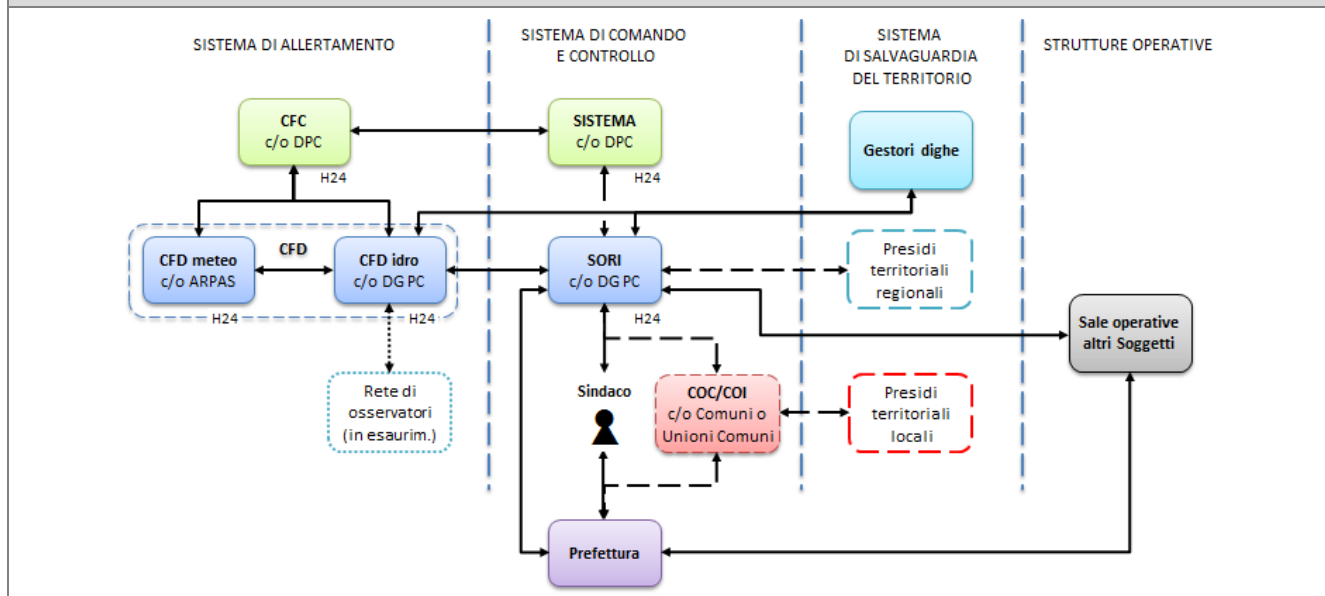 SISTEMA DI ALLERTAMENTO
SISTEMA DI COMANDO
E CONTROLLO
SISTEMA
DI SALVAGUARDIA
DEL TERRITORIO
STRUTTURE OPERATIVE
CFC
c/o DPC
H24
SISTEMA
c/o DPC
H24
Gestori dighe
CFD meteo
c/o ARPAS
H24
CFD
CFD idro
c/o DG PC
H24
SORI
c/o DG PC
H24
Presidi
territoriali
regionali
Sale operative
altri Soggetti
Rete di
osservatori
(in esaurim.)
Sindaco
COC/COI
c/o Comuni o
Unioni Comuni
Presidi
territoriali
locali
Prefettura